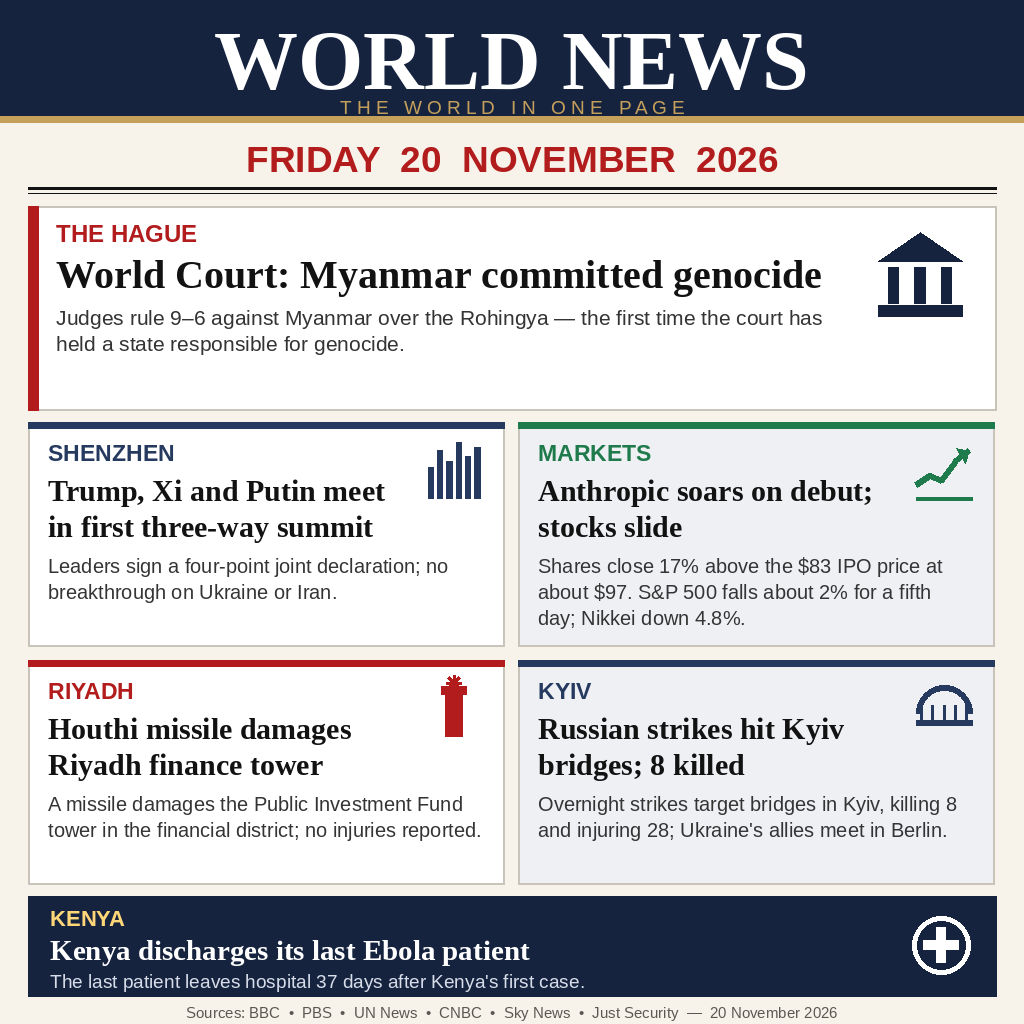 WORLD NEWS
THE WORLD IN ONE PAGE
FRIDAY 20 NOVEMBER 2026
THE HAGUE
World Court: Myanmar committed genocide
Judges rule 9–6 against Myanmar over the Rohingya — the first time the court has
held a state responsible for genocide.
SHENZHEN
Trump, Xi and Putin meet
in first three-way summit
Leaders sign a four-point joint declaration; no
breakthrough on Ukraine or Iran.
MARKETS
Anthropic soars on debut;
stocks slide
Shares close 17% above the $83 IPO price at
about $97. S&P 500 falls about 2% for a fifth
day; Nikkei down 4.8%.
RIYADH
Houthi missile damages
Riyadh finance tower
A missile damages the Public Investment Fund
tower in the financial district; no injuries reported.
KYIV
Russian strikes hit Kyiv
bridges; 8 killed
Overnight strikes target bridges in Kyiv, killing 8
and injuring 28; Ukraine's allies meet in Berlin.
KENYA
Kenya discharges its last Ebola patient
The last patient leaves hospital 37 days after Kenya's first case.
Sources: BBC • PBS • UN News • CNBC • Sky News • Just Security — 20 November 2026